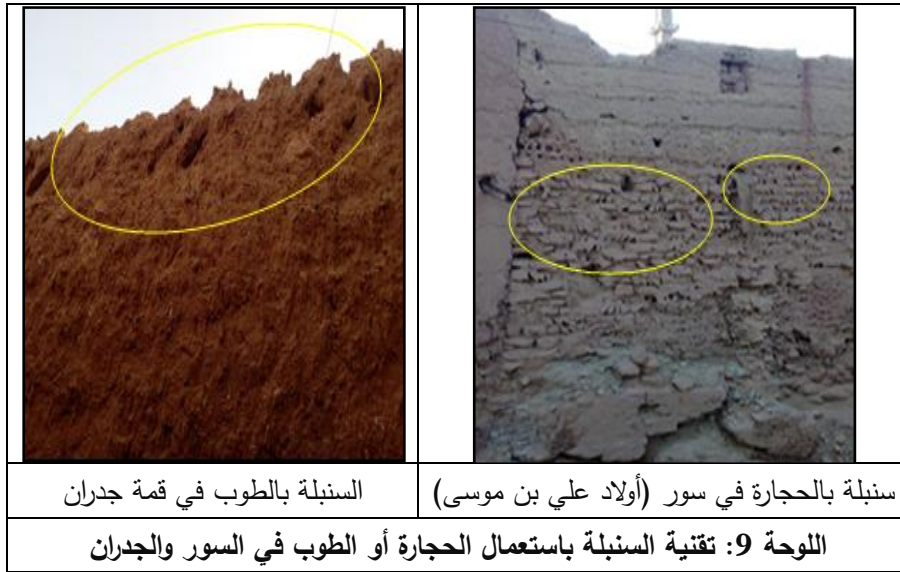 سنبلة بالحجارة في سور (أولاد علي بن موسى)
السنبلة بالطوب في قمة جدران
اللوحة 9: تقنية السنبلة باستعمال الحجارة أو الطوب في السور والجدران